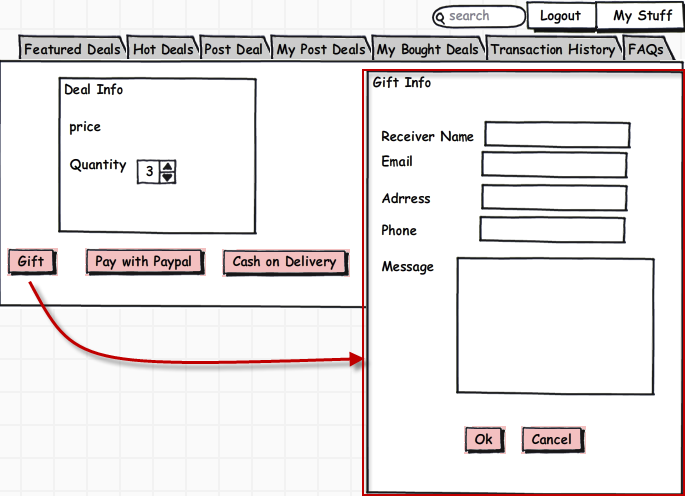 search Logout My Stuff
Featured Deals Hot Deals Post Deal My Post Deals My Bought Deals Transaction History FAQs
Deal Info
price
Quantity 3
Gift Pay with Paypal Cash on Delivery
Gift Info
Receiver Name
Email
Adrress
Phone
Message
Ok Cancel